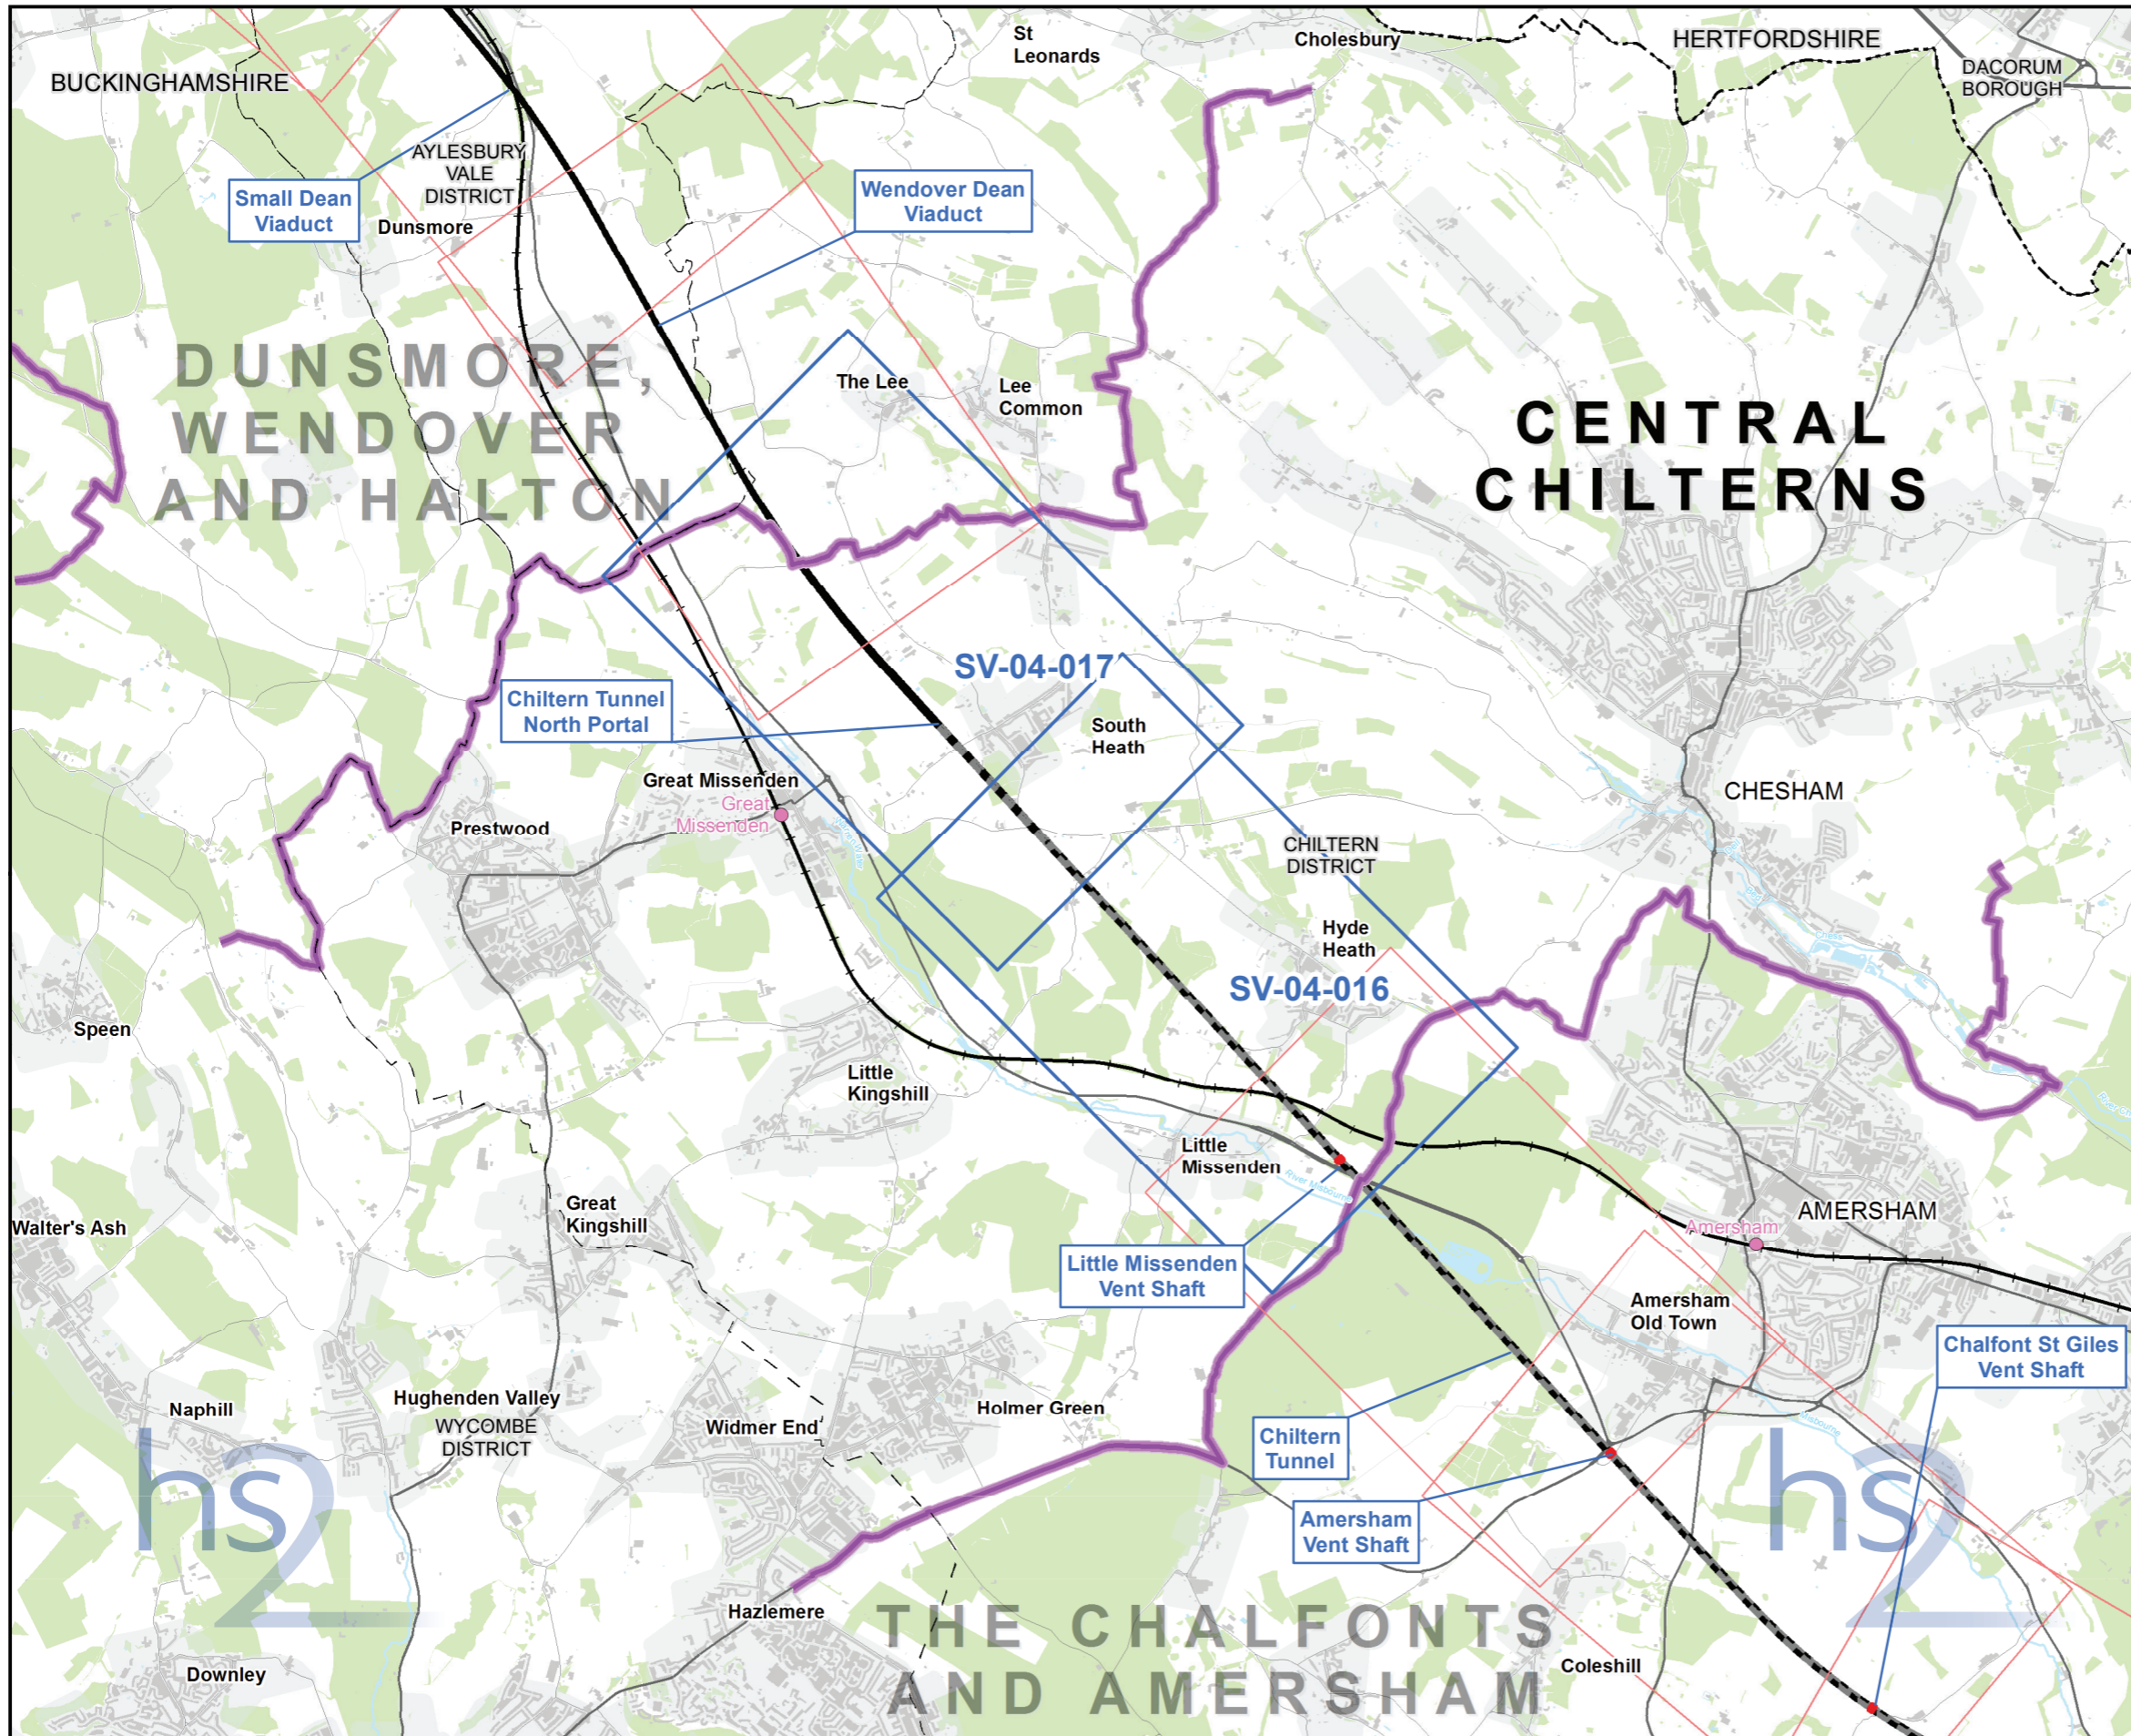 St
Leonards
Cholesbury
HERTFORDSHIRE
DACORUM
BOROUGH
BUCKINGHAMSHIRE
AYLESBURY
VALE
DISTRICT
Small Dean
Viaduct
Dunsmore
Wendover Dean
Viaduct
DUNSMORE,
WENDOVER
AND HALTON
The Lee
Lee
Common
CENTRAL
CHILTERNS
SV-04-017
Chiltern Tunnel
North Portal
South
Heath
Great Missenden
Great
Missenden
Prestwood
CHESHAM
CHILTERN
DISTRICT
Hyde
Heath
SV-04-016
Chess
Speen
Little
Kingshill
Little
Missenden
River Misbourne
Great
Kingshill
Walter's Ash
Amersham
AMERSHAM
Little Missenden
Vent Shaft
Amersham
Old Town
Chalfont St Giles
Vent Shaft
Hughenden Valley
WYCOMBE
DISTRICT
Naphill
Widmer End
Holmer Green
Misbourne
Chiltern
Tunnel
hs2
hs2
Amersham
Vent Shaft
Hazlemere
THE CHALFONTS
AND AMERSHAM
Coleshill
Downley